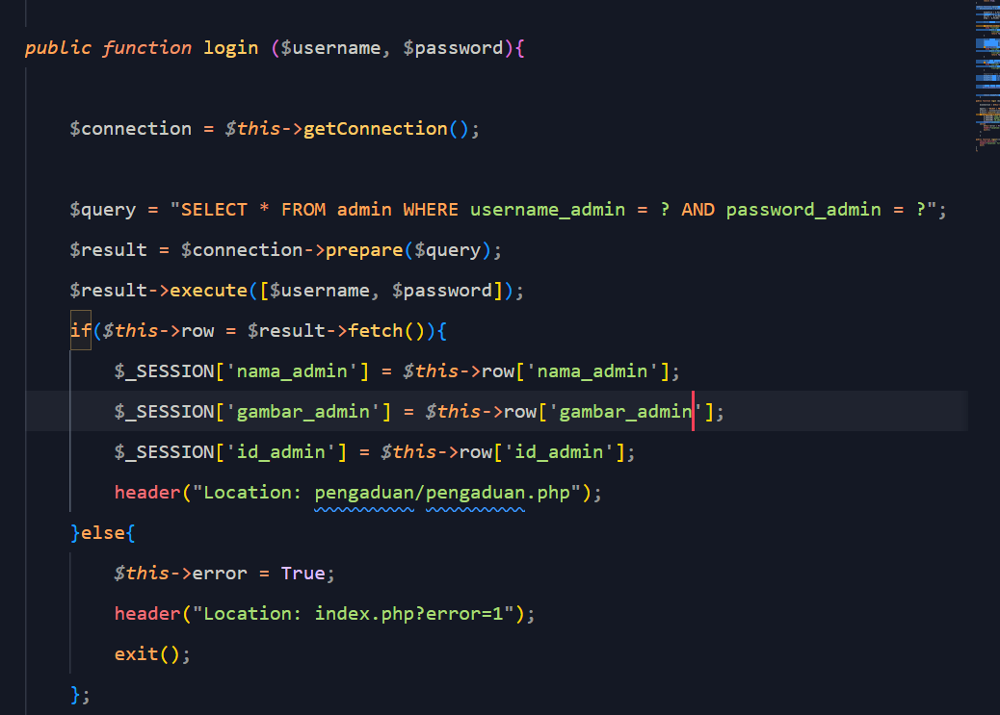 public function login ($username, $password){
$connection = $this->getConnection();
$query = "SELECT * FROM admin WHERE username_admin = ? AND password_admin = ?";
$result = $connection->prepare($query);
$result->execute([$username, $password]);
if($this->row = $result->fetch()){
$_SESSION['nama_admin'] = $this->row['nama_admin'];
$_SESSION['gambar_admin'] = $this->row['gambar_admin'];
$_SESSION['id_admin'] = $this->row['id_admin'];
header("Location: pengaduan/pengaduan.php");
}else{
$this->error = True;
header("Location: index.php?error=1");
exit();
};